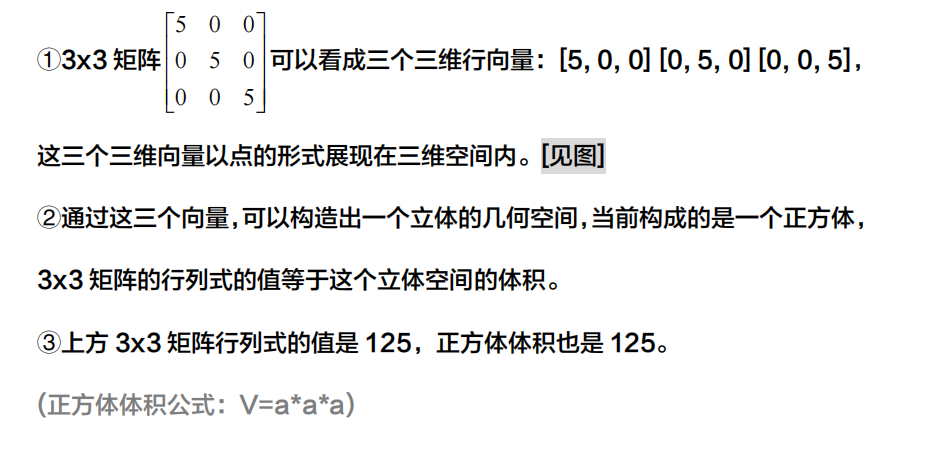 ①3x3 矩阵 [5 0 0
0 5 0
0 0 5] 可以看成三个三维行向量：[5, 0, 0] [0, 5, 0] [0, 0, 5]，
这三个三维向量以点的形式展现在三维空间内。[见图]
②通过这三个向量，可以构造出一个立体的几何空间，当前构成的是一个正方体，
3x3 矩阵的行列式的值等于这个立体空间的体积。
③上方 3x3 矩阵行列式的值是 125，正方体体积也是 125。
(正方体体积公式：V=a*a*a)